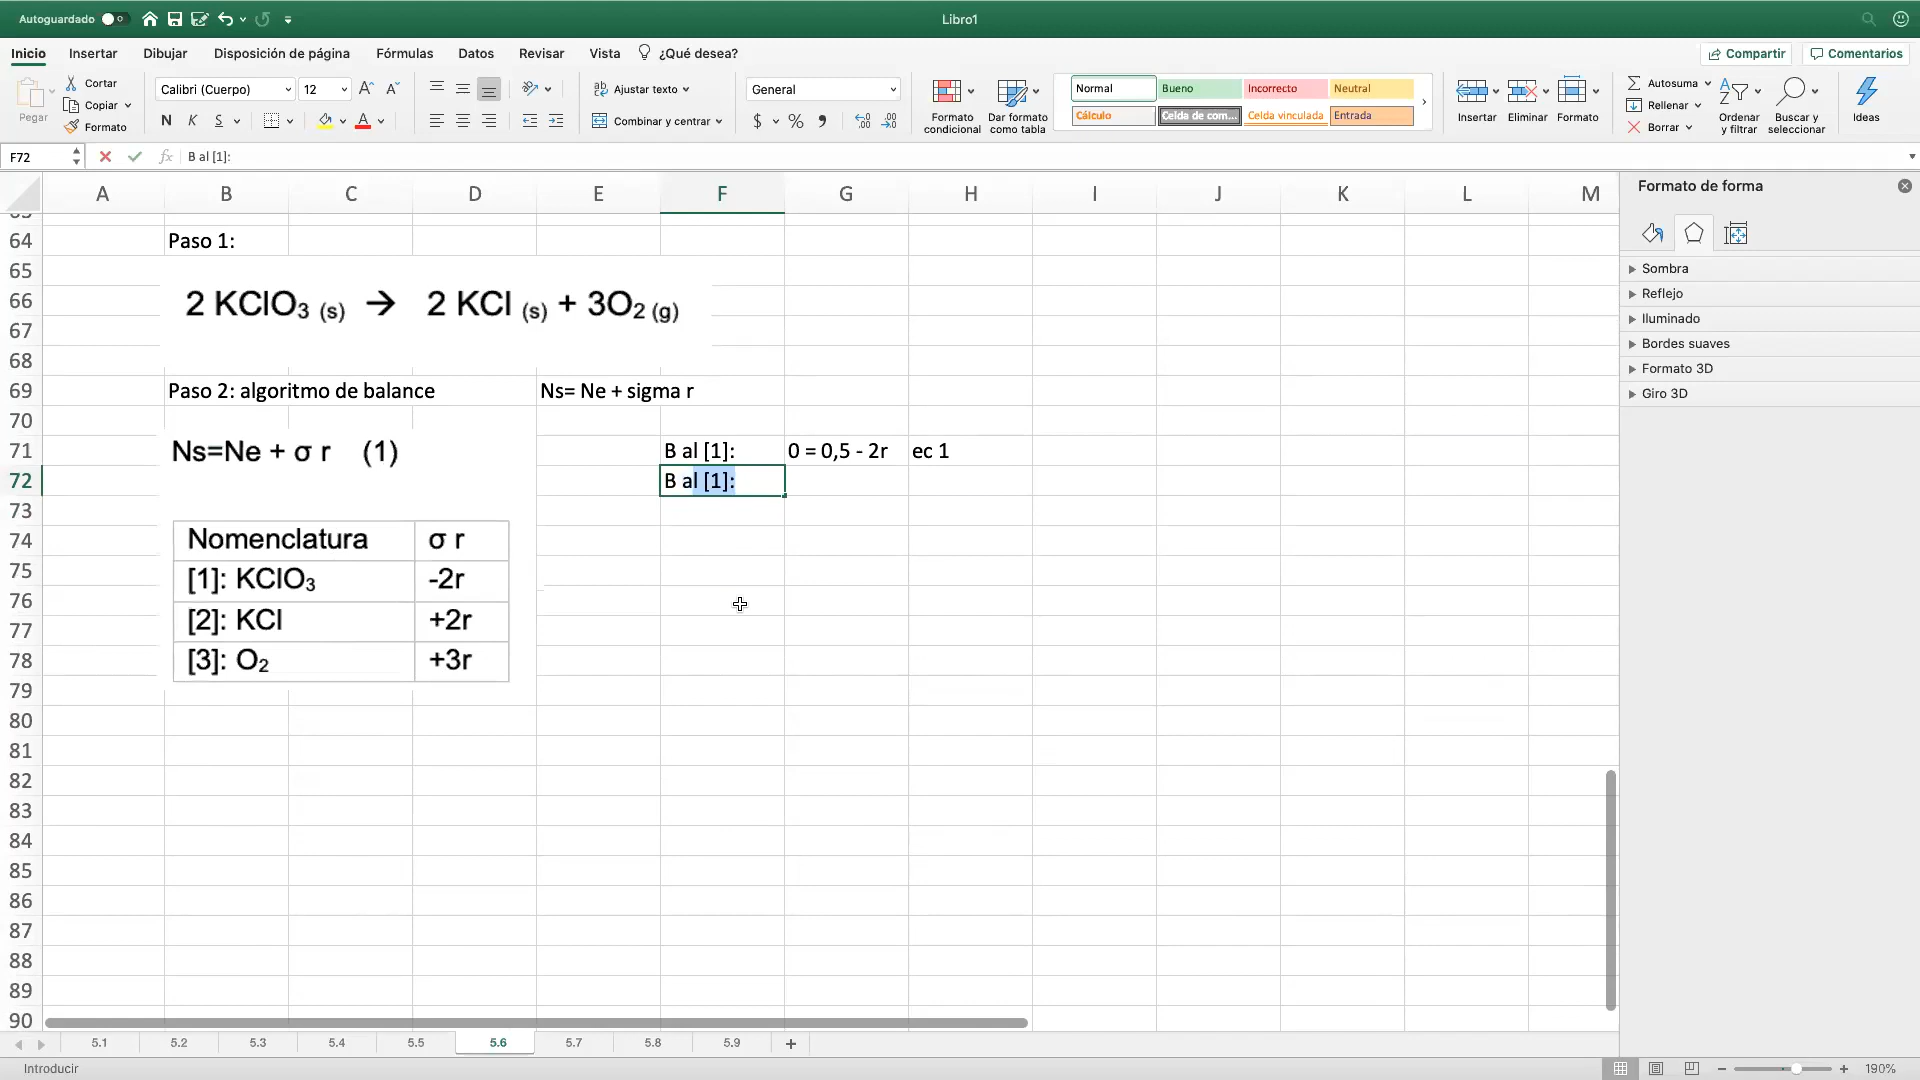 Autoguardado
Libro1
Inicio Insertar Dibujar Disposición de página Fórmulas Datos Revisar Vista ¿Qué desea? Compartir Comentarios
Pegar
Cortar
Copiar
Formato
Calibri (Cuerpo) 12
N K S
Ajustar texto
Combinar y centrar
General
$ %
Formato condicional
Dar formato como tabla
Normal Bueno Incorrecto Neutral
Cálculo Celda de com... Celda vinculada Entrada
Insertar Eliminar Formato
Autosuma
Rellenar
Borrar
Ordenar y filtrar
Buscar y seleccionar
Ideas
F72 fx B al [1]:
A B C D E F G H I J K L M
64 Paso 1:
65
66 2 KClO₃ (s) → 2 KCl (s) + 3O₂ (g)
67
68
69 Paso 2: algoritmo de balance Ns= Ne + sigma r
70
71 Ns=Ne + σ r (1) B al [1]: 0 = 0,5 - 2r ec 1
72 B al [1]:
73
74 Nomenclatura σ r
75 [1]: KClO₃ -2r
76
77 [2]: KCl +2r
78 [3]: O₂ +3r
79
80
81
82
83
84
85
86
87
88
89
90
Formato de forma
Sombra
Reflejo
Iluminado
Bordes suaves
Formato 3D
Giro 3D
5.1 5.2 5.3 5.4 5.5 5.6 5.7 5.8 5.9
Introducir
190%